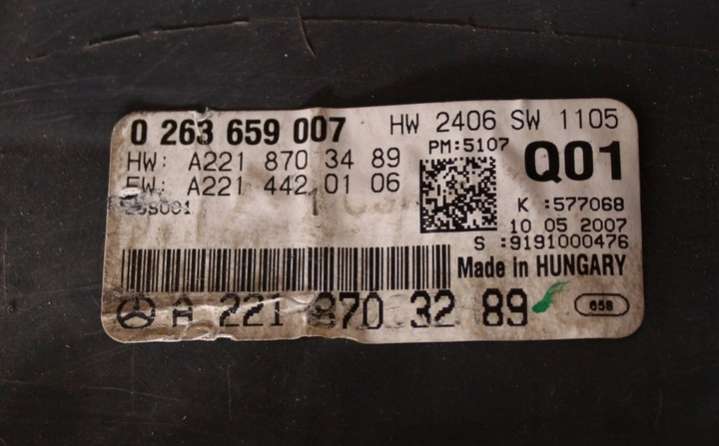 0 263 659 007 HW 2406 SW 1105
HW: A221 870 34 89 PM:5107 Q01
FW: A221 442 01 06
K :577068
10 05 2007
S :9191000476
Made in HUNGARY
A 221 870 32 89 658